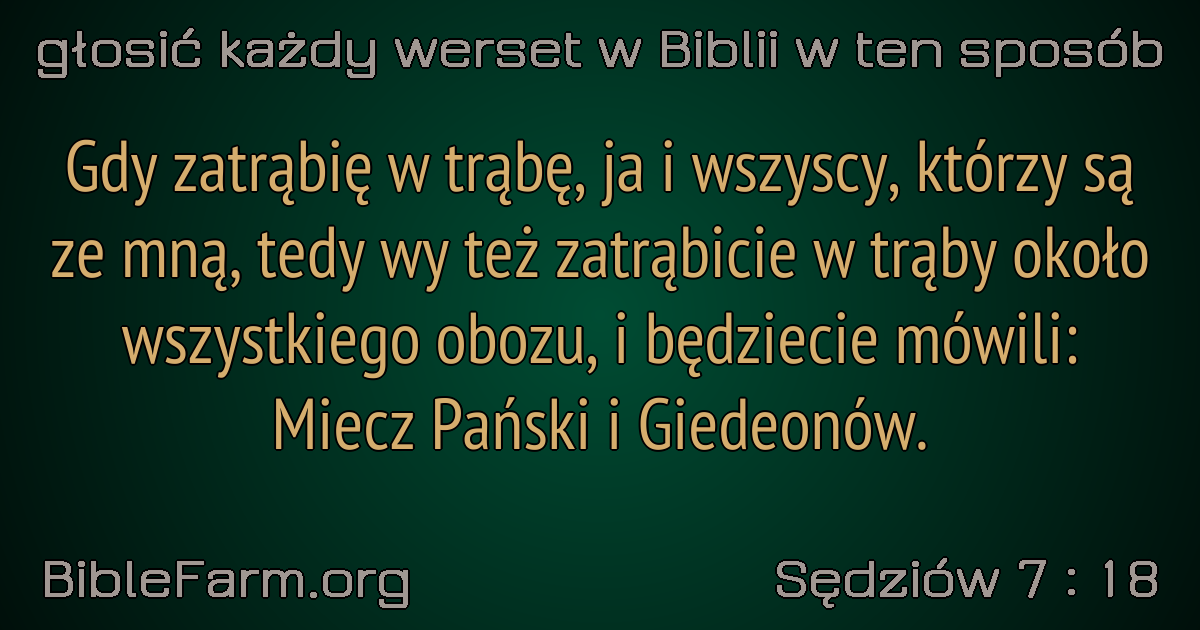 głosić każdy werset w Biblii w ten sposób
Gdy zatrąbię w trąbę, ja i wszyscy, którzy są
ze mną, tedy wy też zatrąbicie w trąby około
wszystkiego obozu, i będziecie mówili:
Miecz Pański i Giedeonów.
BibleFarm.org
Sędziów 7 : 18